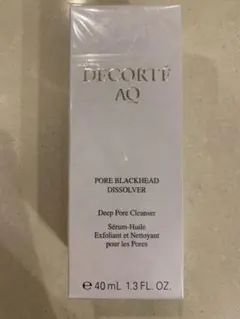 DECORTÉ
AQ
PORE BLACKHEAD
DISSOLVER
Deep Pore Cleanser
Sérum-Huile
Exfoliant et Nettoyant
pour les Pores
℮ 40 mL 1.3 FL. OZ.